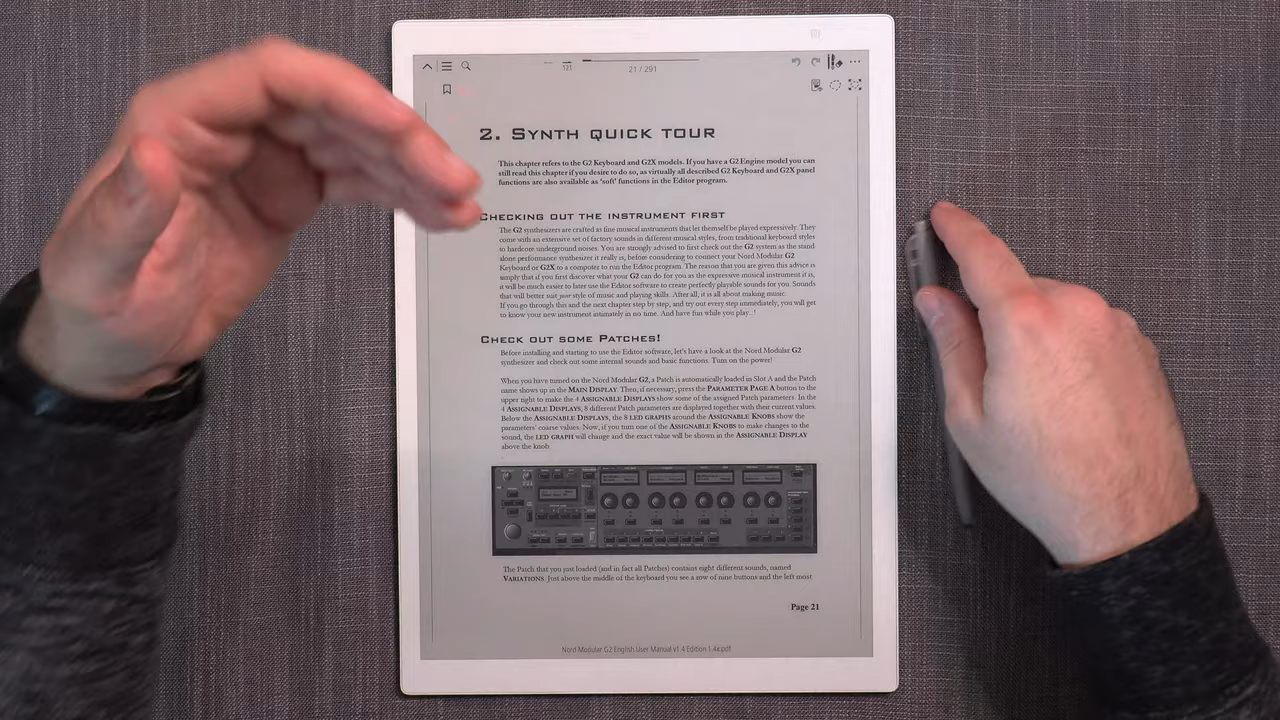 121
21 / 291
2. Synth quick tour
This chapter refers to the G2 Keyboard and G2X models. If you have a G2 Engine model you can
still read this chapter if you desire to do so, as virtually all described G2 Keyboard and G2X panel
functions are also available as 'soft' functions in the Editor program.
Checking out the instrument first
The G2 synthesizers are crafted as fine musical instruments that let themself be played expressively. They
come with an extensive set of factory sounds in different musical styles, from traditional keyboard styles
to hardcore underground noises. You are strongly advised to first check out the G2 system as the stand
alone performance synthesizer it really is, before considering to connect your Nord Modular G2
Keyboard or G2X to a computer to run the Editor program. The reason that you are given this advice is
simply that if you first discover what your G2 can do for you as the expressive musical instrument it is,
it will be much easier to later use the Editor software to create perfectly playable sounds for you. Sounds
that will better suit your style of music and playing skills. After all, it is all about making music.
If you go through this and the next chapter step by step, and try out every step immediately, you will get
to know your new instrument intimately in no time. And have fun while you play..!
Check out some Patches!
Before installing and starting to use the Editor software, let's have a look at the Nord Modular G2
synthesizer and check out some internal sounds and basic functions. Turn on the power!
When you have turned on the Nord Modular G2, a Patch is automatically loaded in Slot A and the Patch
name shows up in the Main Display. Then, if necessary, press the Parameter Page A button to the
upper right to make the 4 Assignable Displays show some of the assigned Patch parameters. In the
4 Assignable Displays, 8 different Patch parameters are displayed together with their current values.
Below the Assignable Displays, the 8 LED graphs around the Assignable Knobs show the
parameters' coarse values. Now, if you turn one of the Assignable Knobs to make changes to the
sound, the LED graph will change and the exact value will be shown in the Assignable Display
above the knob.
The Patch that you just loaded (and in fact all Patches) contains eight different sounds, named
Variations. Just above the middle of the keyboard you see a row of nine buttons and the left most
Page 21
Nord Modular G2 English User Manual v1.4 Edition 1.4x.pdf